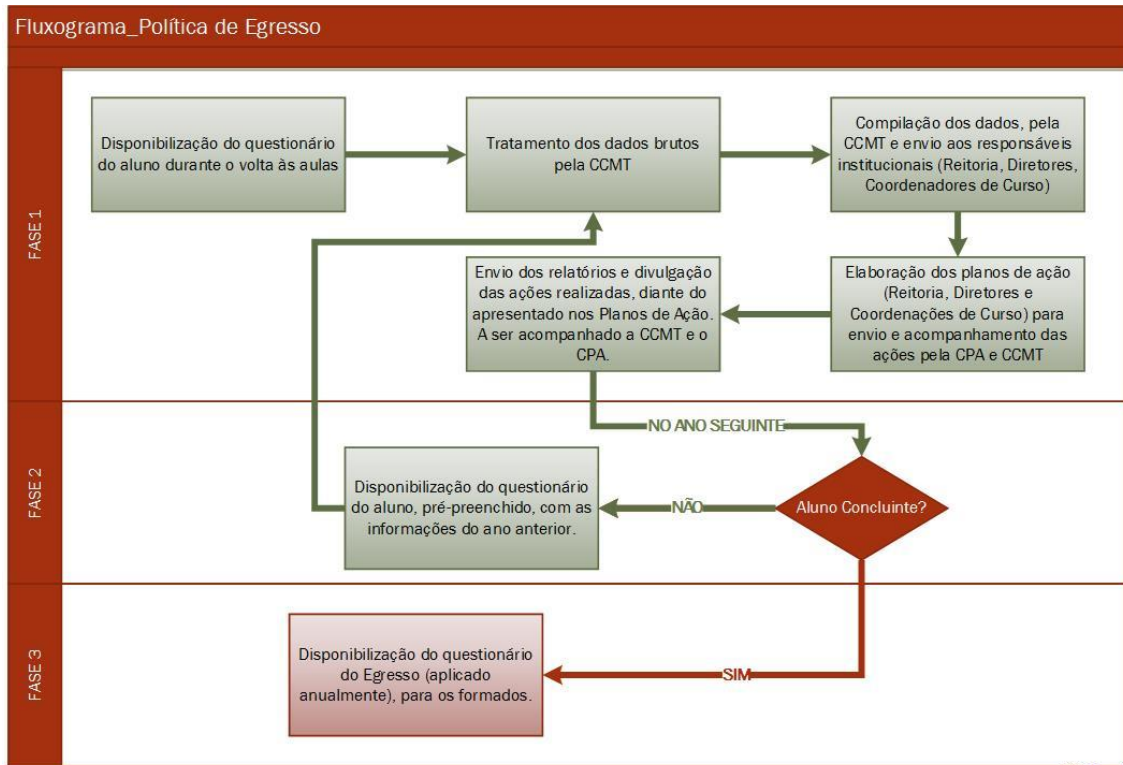 Fluxograma_Política de Egresso
FASE 1
Disponibilização do questionário
do aluno durante o volta às aulas
Tratamento dos dados brutos
pela CCMT
Compilação dos dados, pela
CCMT e envio aos responsáveis
institucionais (Reitoria, Diretores,
Coordenadores de Curso)
Elaboração dos planos de ação
(Reitoria, Diretores e
Coordenações de Curso) para
envio e acompanhamento das
ações pela CPA e CCMT
Envio dos relatórios e divulgação
das ações realizadas, diante do
apresentado nos Planos de Ação.
A ser acompanhado a CCMT e o
CPA.
NO ANO SEGUINTE
FASE 2
Aluno Concluinte?
NÃO
Disponibilização do questionário
do aluno, pré-preenchido, com as
informações do ano anterior.
FASE 3
SIM
Disponibilização do questionário
do Egresso (aplicado
anualmente), para os formados.